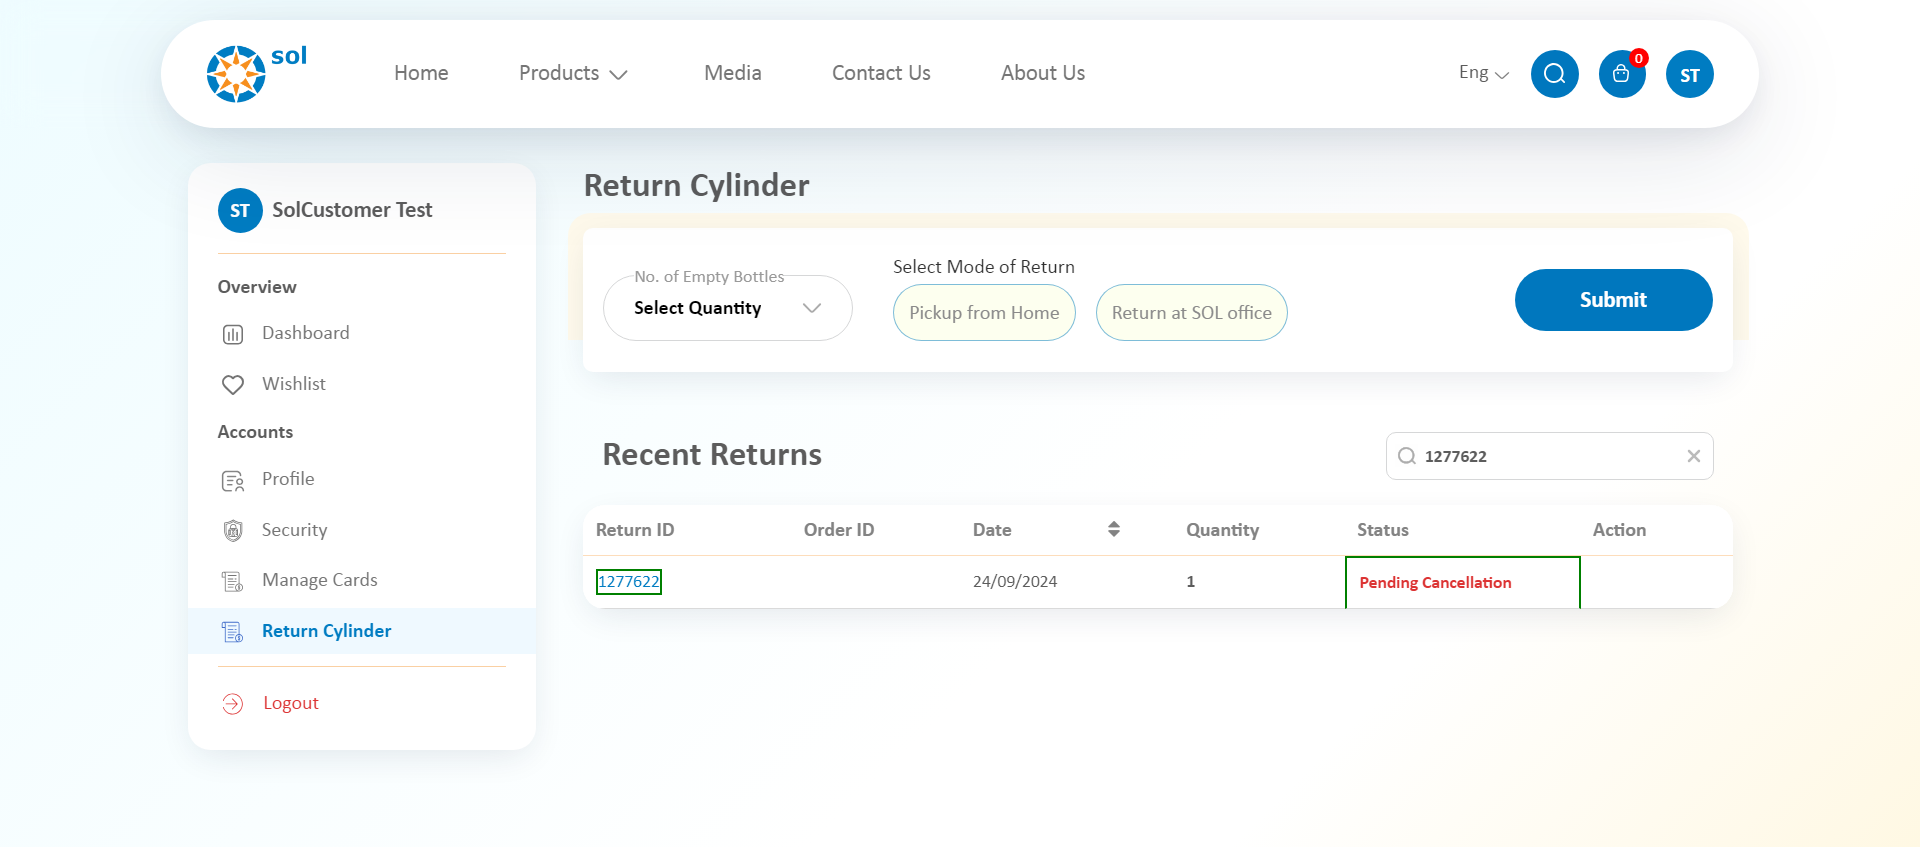 sol
Home
Products
Media
Contact Us
About Us
Eng
0
ST
ST
SolCustomer Test
Overview
Dashboard
Wishlist
Accounts
Profile
Security
Manage Cards
Return Cylinder
Logout
Return Cylinder
No. of Empty Bottles
Select Quantity
Select Mode of Return
Pickup from Home
Return at SOL office
Submit
Recent Returns
1277622
Return ID Order ID Date Quantity Status Action
1277622 24/09/2024 1 Pending Cancellation